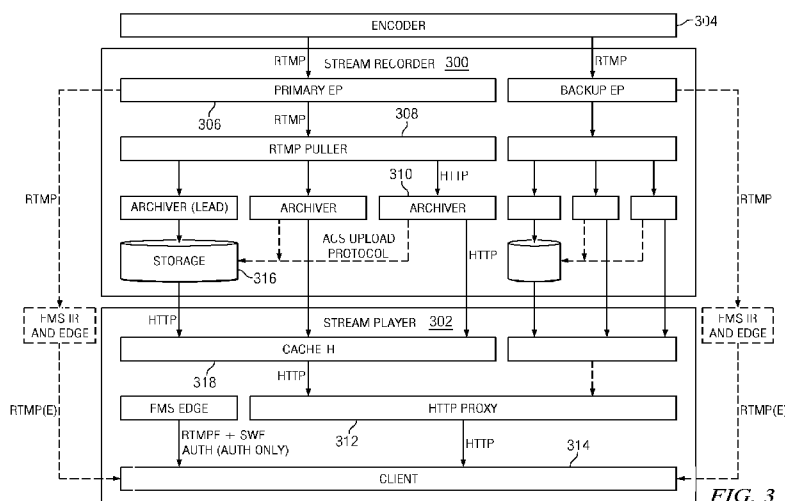 ENCODER
304
RTMP
RTMP
STREAM RECORDER 300
PRIMARY EP
BACKUP EP
306
RTMP
308
RTMP PULLER
310
HTTP
RTMP
RTMP
ARCHIVER (LEAD)
ARCHIVER
ARCHIVER
ACS UPLOAD
PROTOCOL
STORAGE
316
HTTP
FMS IR
AND EDGE
HTTP
STREAM PLAYER 302
FMS IR
AND EDGE
CACHE H
318
HTTP
FMS EDGE
HTTP PROXY
RTMP(E)
RTMPF + SWF
AUTH (AUTH ONLY)
312
HTTP
314
RTMP(E)
CLIENT
FIG. 3